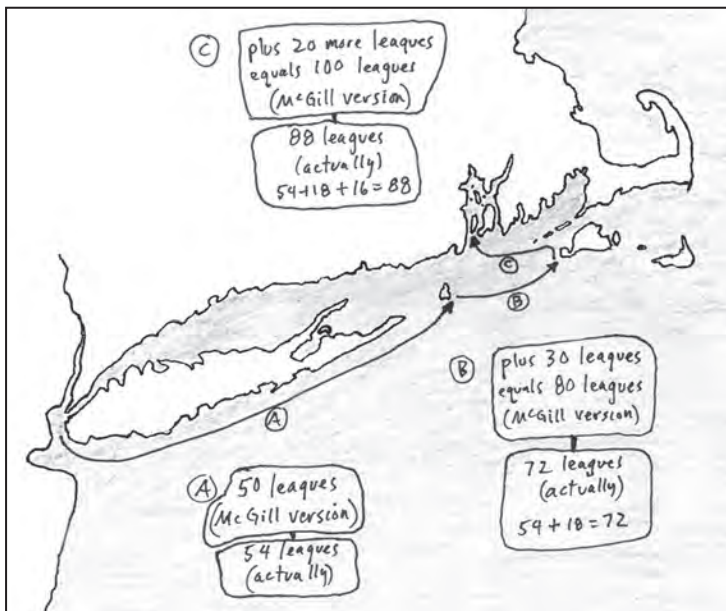 C
plus 20 more leagues
equals 100 leagues
(McGill version)
88 leagues
(actually)
54+18+16=88
C
B
A
B
plus 30 leagues
equals 80 leagues
(McGill version)
72 leagues
(actually)
54+18=72
A
50 leagues
(McGill version)
54 leagues
(actually)